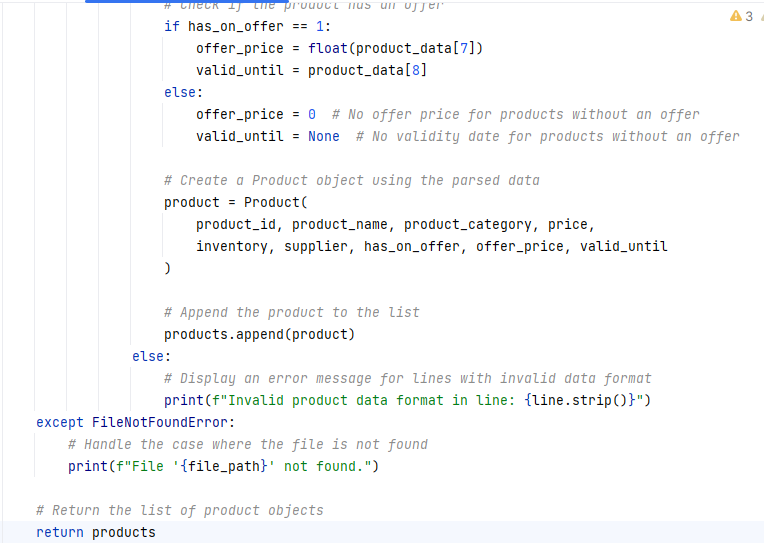 # Check if the product has an offer
3
if has_on_offer == 1:
offer_price = float(product_data[7])
valid_until = product_data[8]
else:
offer_price = 0  # No offer price for products without an offer
valid_until = None  # No validity date for products without an offer
# Create a Product object using the parsed data
product = Product(
product_id, product_name, product_category, price,
inventory, supplier, has_on_offer, offer_price, valid_until
)
# Append the product to the list
products.append(product)
else:
# Display an error message for lines with invalid data format
print(f"Invalid product data format in line: {line.strip()}")
except FileNotFoundError:
# Handle the case where the file is not found
print(f"File '{file_path}' not found.")
# Return the list of product objects
return products